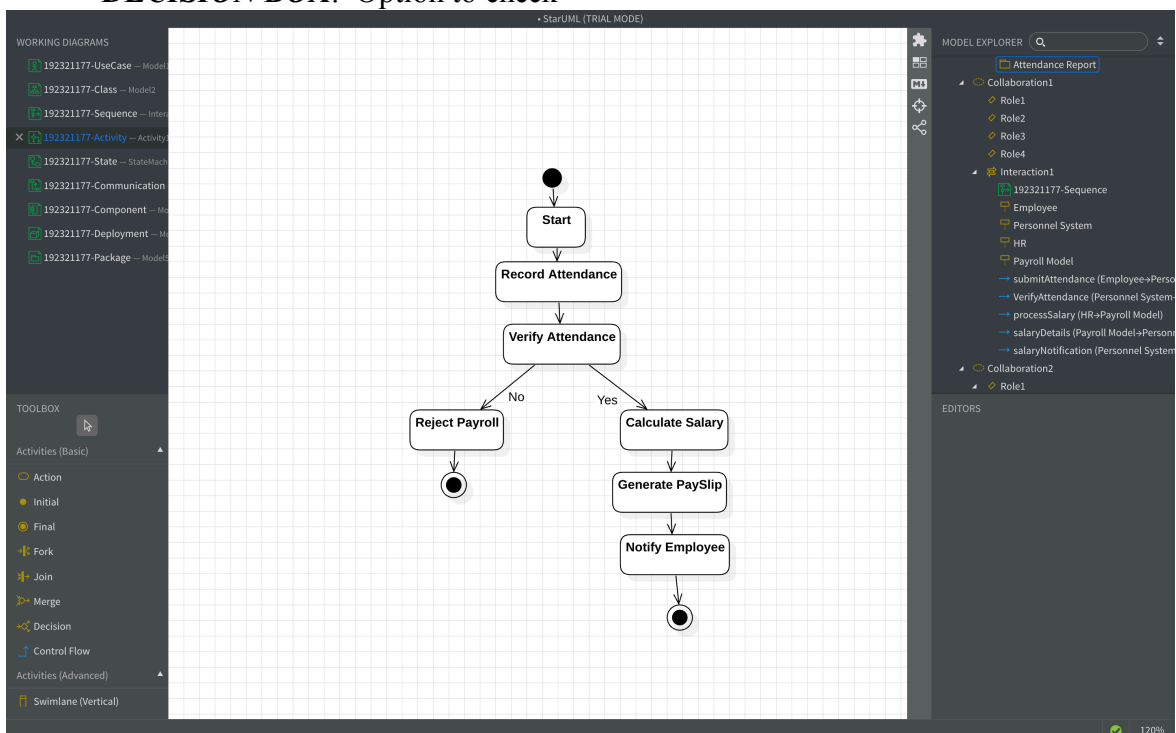 DECISION BOX: Option to check
• StarUML (TRIAL MODE)
WORKING DIAGRAMS
192321177-UseCase — Model1
192321177-Class — Model2
192321177-Sequence — Intera
192321177-Activity — Activity1
192321177-State — StateMach
192321177-Communication
192321177-Component — Mo
192321177-Deployment — Mo
192321177-Package — Model5
TOOLBOX
Activities (Basic)
Action
Initial
Final
Fork
Join
Merge
Decision
Control Flow
Activities (Advanced)
Swimlane (Vertical)
Start
Record Attendance
Verify Attendance
No
Yes
Reject Payroll
Calculate Salary
Generate PaySlip
Notify Employee
MODEL EXPLORER
Attendance Report
Collaboration1
Role1
Role2
Role3
Role4
Interaction1
192321177-Sequence
Employee
Personnel System
HR
Payroll Model
submitAttendance (Employee→Perso
VerifyAttendance (Personnel System→
processSalary (HR→Payroll Model)
salaryDetails (Payroll Model→Personn
salaryNotification (Personnel System
Collaboration2
Role1
EDITORS
M↓
120%